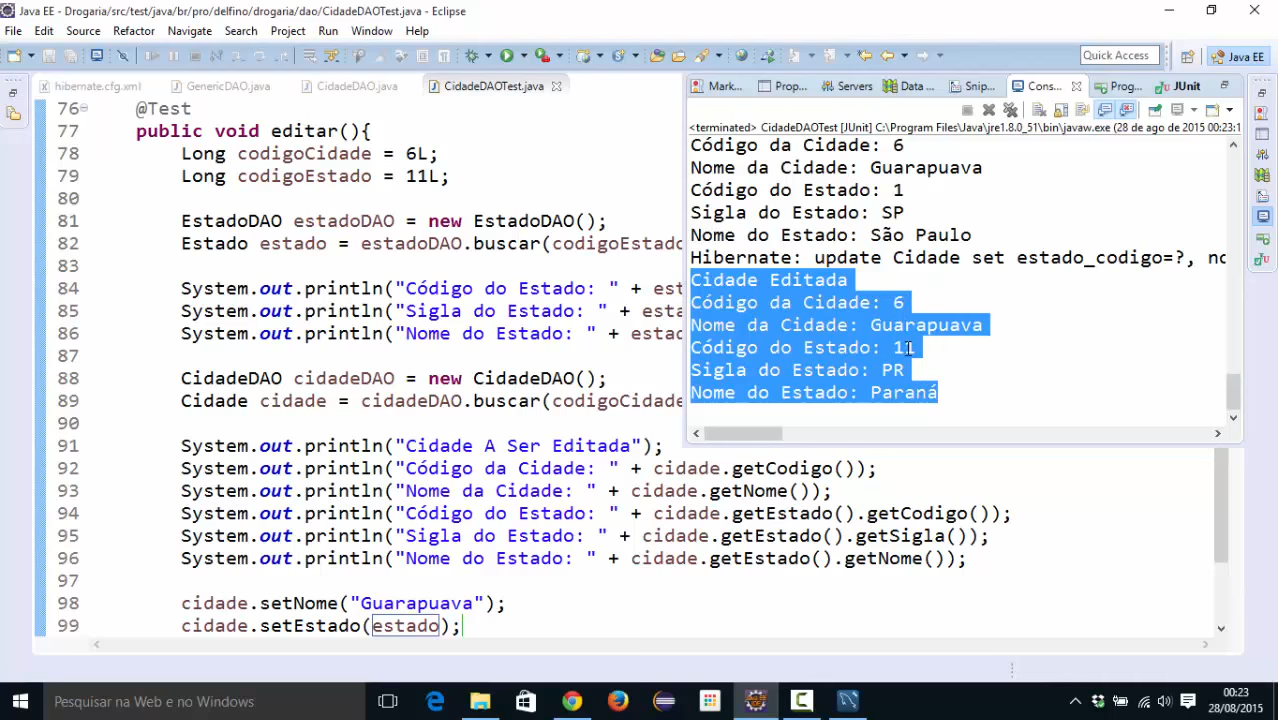 Java EE - Drogaria/src/test/java/br/pro/delfino/drogaria/dao/CidadeDAOTest.java - Eclipse
File Edit Source Refactor Navigate Search Project Run Window Help
Quick Access
Java EE
hibernate.cfg.xml GenericDAO.java CidadeDAO.java CidadeDAOTest.java
76 @Test
77 public void editar(){
78 Long codigoCidade = 6L;
79 Long codigoEstado = 11L;
80
81 EstadoDAO estadoDAO = new EstadoDAO();
82 Estado estado = estadoDAO.buscar(codigoEstado
83
84 System.out.println("Código do Estado: " + est
85 System.out.println("Sigla do Estado: " + esta
86 System.out.println("Nome do Estado: " + estad
87
88 CidadeDAO cidadeDAO = new CidadeDAO();
89 Cidade cidade = cidadeDAO.buscar(codigoCidade
90
91 System.out.println("Cidade A Ser Editada");
92 System.out.println("Código da Cidade: " + cidade.getCodigo());
93 System.out.println("Nome da Cidade: " + cidade.getNome());
94 System.out.println("Código do Estado: " + cidade.getEstado().getCodigo());
95 System.out.println("Sigla do Estado: " + cidade.getEstado().getSigla());
96 System.out.println("Nome do Estado: " + cidade.getEstado().getNome());
97
98 cidade.setNome("Guarapuava");
99 cidade.setEstado(estado);
Mark... Prop... Servers Data ... Snip... Cons... Prog... JUnit
<terminated> CidadeDAOTest [JUnit] C:\Program Files\Java\jre1.8.0_51\bin\javaw.exe (28 de ago de 2015 00:23:1
Código da Cidade: 6
Nome da Cidade: Guarapuava
Código do Estado: 1
Sigla do Estado: SP
Nome do Estado: São Paulo
Hibernate: update Cidade set estado_codigo=?, no
Cidade Editada
Código da Cidade: 6
Nome da Cidade: Guarapuava
Código do Estado: 11
Sigla do Estado: PR
Nome do Estado: Paraná
Pesquisar na Web e no Windows
00:23
28/08/2015